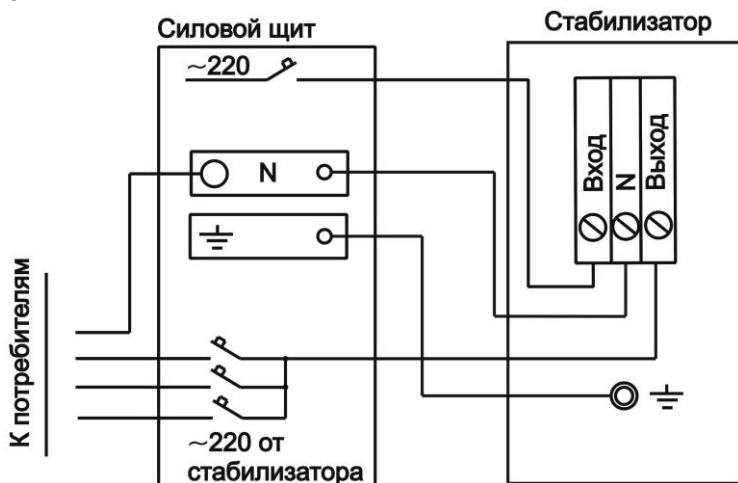 Силовой щит
Стабилизатор
~220
Вход
N
Выход
N
К потребителям
~220 от
стабилизатора